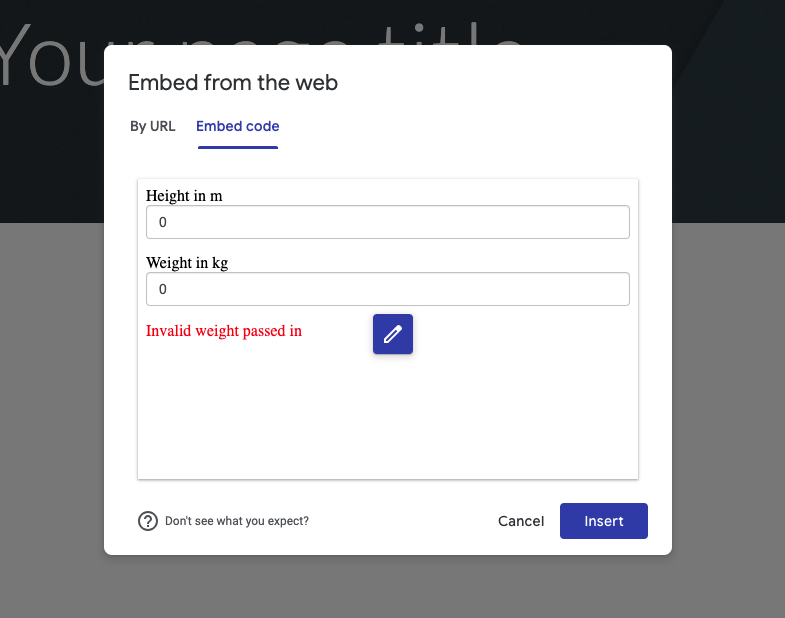 Your page title
Embed from the web
By URL Embed code
Height in m
0
Weight in kg
0
Invalid weight passed in
Don't see what you expect?
Cancel Insert